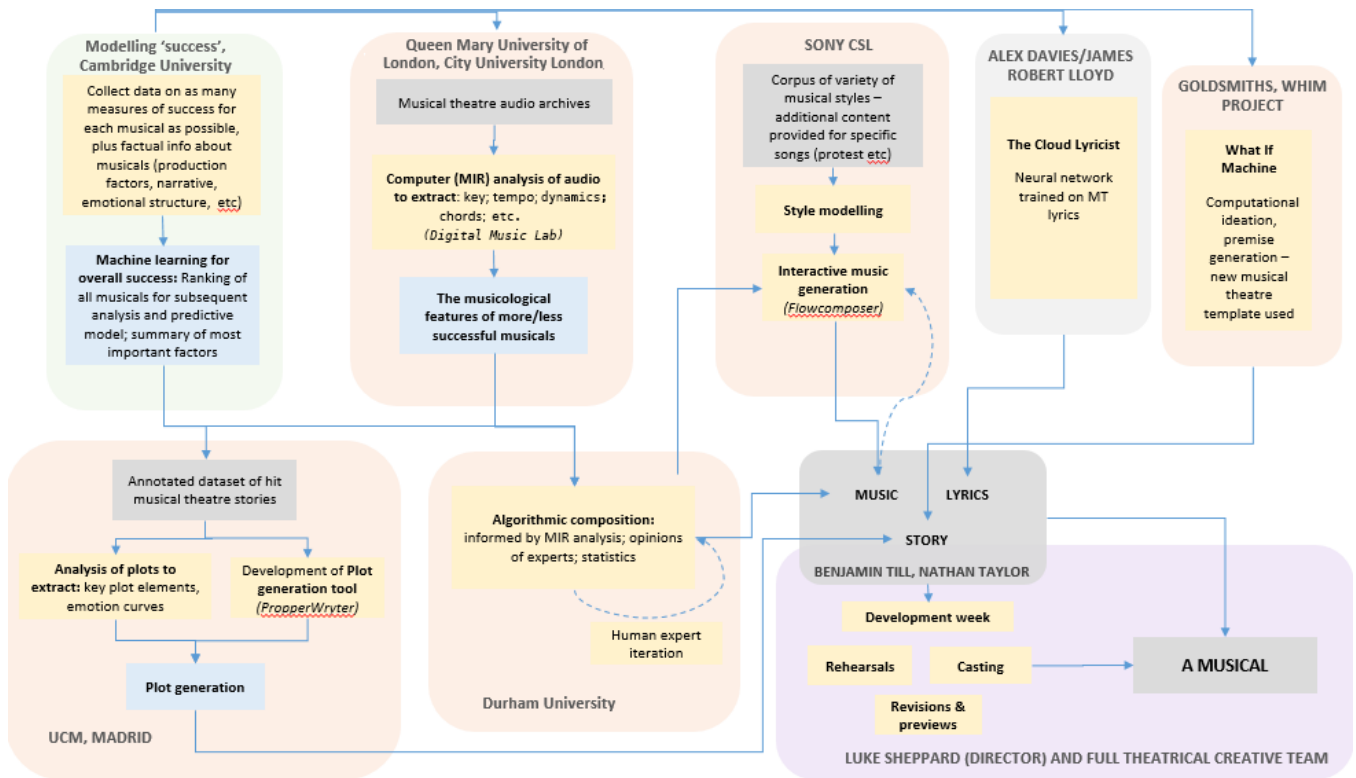 Modelling ‘success’,
Cambridge University
Collect data on as many
measures of success for
each musical as possible,
plus factual info about
musicals (production
factors, narrative,
emotional structure, etc)
Machine learning for
overall success: Ranking of
all musicals for subsequent
analysis and predictive
model; summary of most
important factors
Queen Mary University of
London, City University London
Musical theatre audio archives
Computer (MIR) analysis of audio
to extract: key; tempo; dynamics;
chords; etc.
(Digital Music Lab)
The musicological
features of more/less
successful musicals
SONY CSL
Corpus of variety of
musical styles –
additional content
provided for specific
songs (protest etc)
Style modelling
Interactive music
generation
(Flowcomposer)
ALEX DAVIES/JAMES
ROBERT LLOYD
The Cloud Lyricist
Neural network
trained on MT
lyrics
GOLDSMITHS, WHIM
PROJECT
What If
Machine
Computational
ideation,
premise
generation –
new musical
theatre
template used
Annotated dataset of hit
musical theatre stories
Analysis of plots to
extract: key plot elements,
emotion curves
Development of Plot
generation tool
(PropperWryter)
Plot generation
UCM, MADRID
Algorithmic composition:
informed by MIR analysis; opinions
of experts; statistics
Human expert
iteration
Durham University
MUSIC
LYRICS
STORY
BENJAMIN TILL, NATHAN TAYLOR
Development week
Rehearsals
Casting
Revisions &
previews
A MUSICAL
LUKE SHEPPARD (DIRECTOR) AND FULL THEATRICAL CREATIVE TEAM